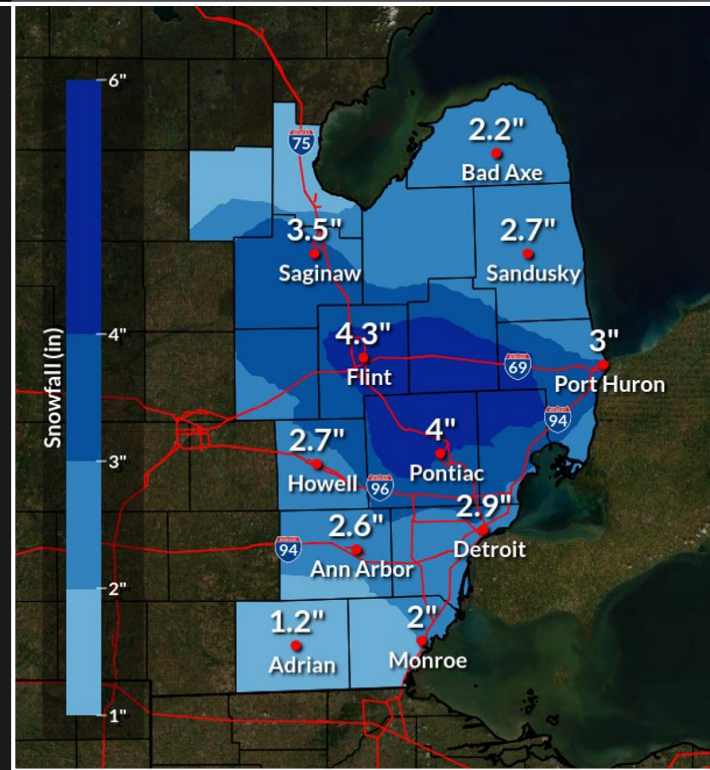 6"
4"
3"
2"
1"
Snowfall (in)
75
2.2"
Bad Axe
3.5"
Saginaw
2.7"
Sandusky
4.3"
Flint
69
3"
Port Huron
94
2.7"
Howell
96
4"
Pontiac
2.9"
Detroit
94
2.6"
Ann Arbor
1.2"
Adrian
2"
Monroe